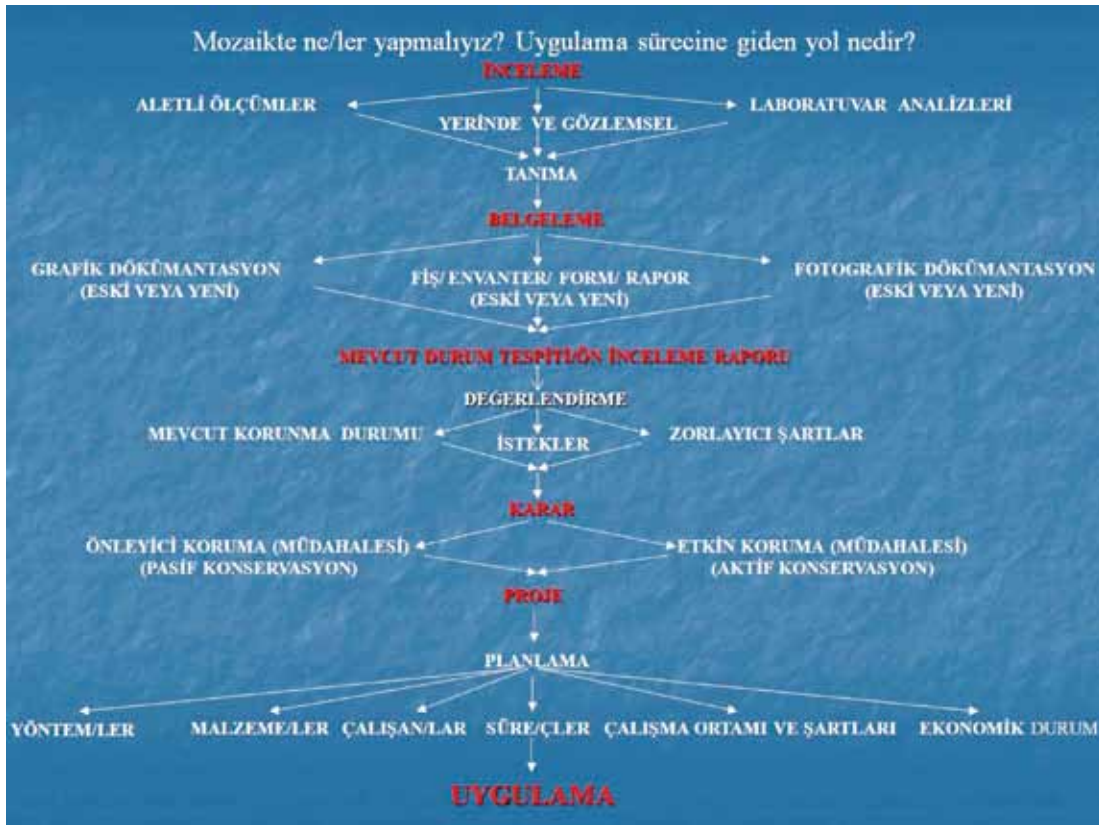 Mozaikte ne/ler yapmalıyız? Uygulama sürecine giden yol nedir?
İNCELEME
ALETLİ ÖLÇÜMLER
YERİNDE VE GÖZLEMSEL
LABORATUVAR ANALİZLERİ
TANIMA
BELGELEME
GRAFİK DÖKÜMANTASYON
(ESKİ VEYA YENİ)
FİŞ/ ENVANTER/ FORM/ RAPOR
(ESKİ VEYA YENİ)
FOTOGRAFİK DÖKÜMANTASYON
(ESKİ VEYA YENİ)
MEVCUT DURUM TESPİTİ/ÖN İNCELEME RAPORU
DEĞERLENDİRME
MEVCUT KORUNMA DURUMU
İSTEKLER
ZORLAYICI ŞARTLAR
KARAR
ÖNLEYİCİ KORUMA (MÜDAHALESİ)
(PASİF KONSERVASYON)
ETKİN KORUMA (MÜDAHALESİ)
(AKTİF KONSERVASYON)
PROJE
PLANLAMA
YÖNTEM/LER
MALZEME/LER
ÇALIŞAN/LAR
SÜRE/ÇLER
ÇALIŞMA ORTAMI VE ŞARTLARI
EKONOMİK DURUM
UYGULAMA